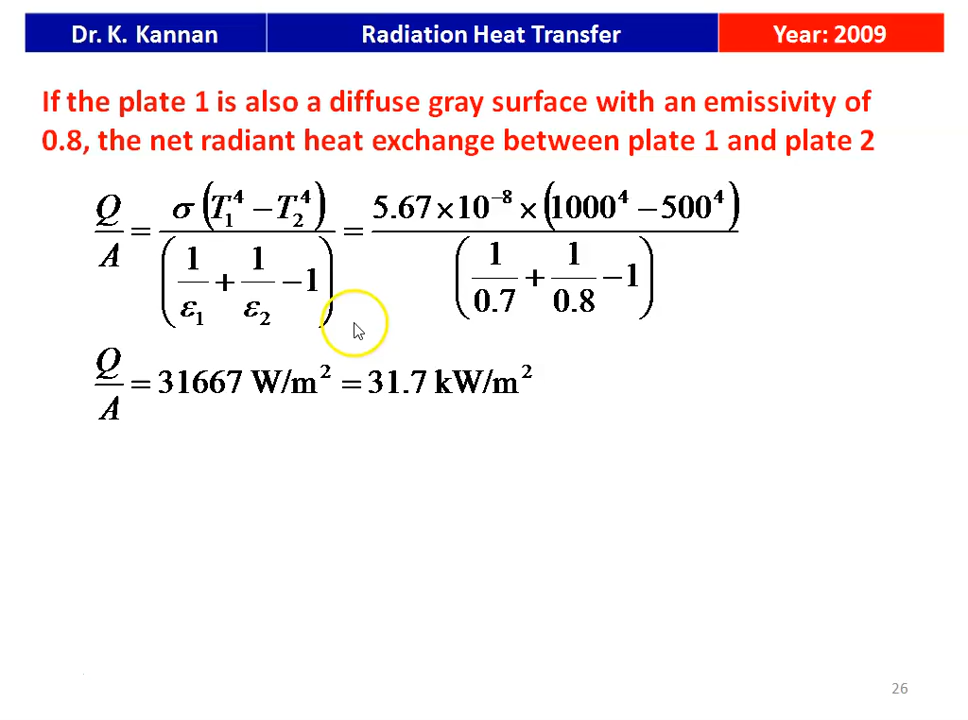 Dr. K. Kannan Radiation Heat Transfer Year: 2009
If the plate 1 is also a diffuse gray surface with an emissivity of
0.8, the net radiant heat exchange between plate 1 and plate 2
Q/A = σ(T₁⁴ − T₂⁴) / (1/ε₁ + 1/ε₂ − 1) = 5.67×10⁻⁸ × (1000⁴ − 500⁴) / (1/0.7 + 1/0.8 − 1)
Q/A = 31667 W/m² = 31.7 kW/m²
26